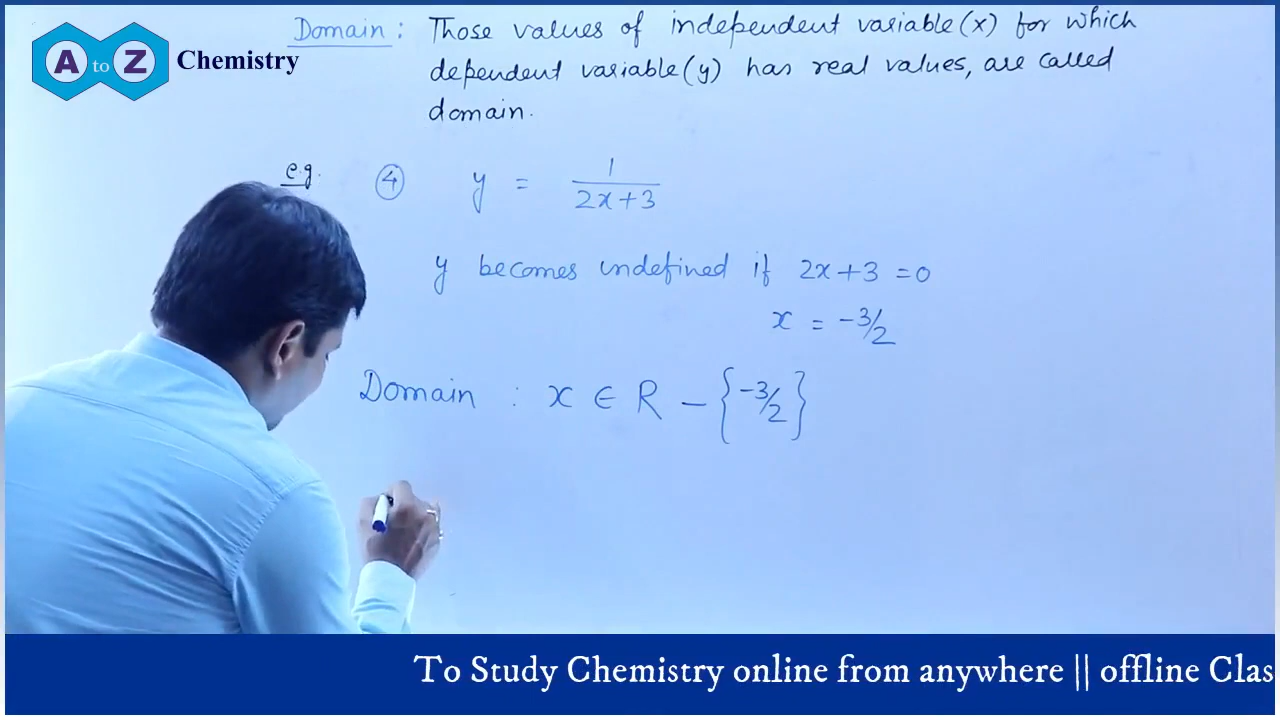 A to Z Chemistry
Domain : Those values of independent variable(x) for which
dependent variable(y) has real values, are called
domain.
e.g. ④ y = 1/2x+3
y becomes undefined if 2x+3 = 0
x = -3/2
Domain : x ∈ R - {-3/2}
To Study Chemistry online from anywhere || offline Clas